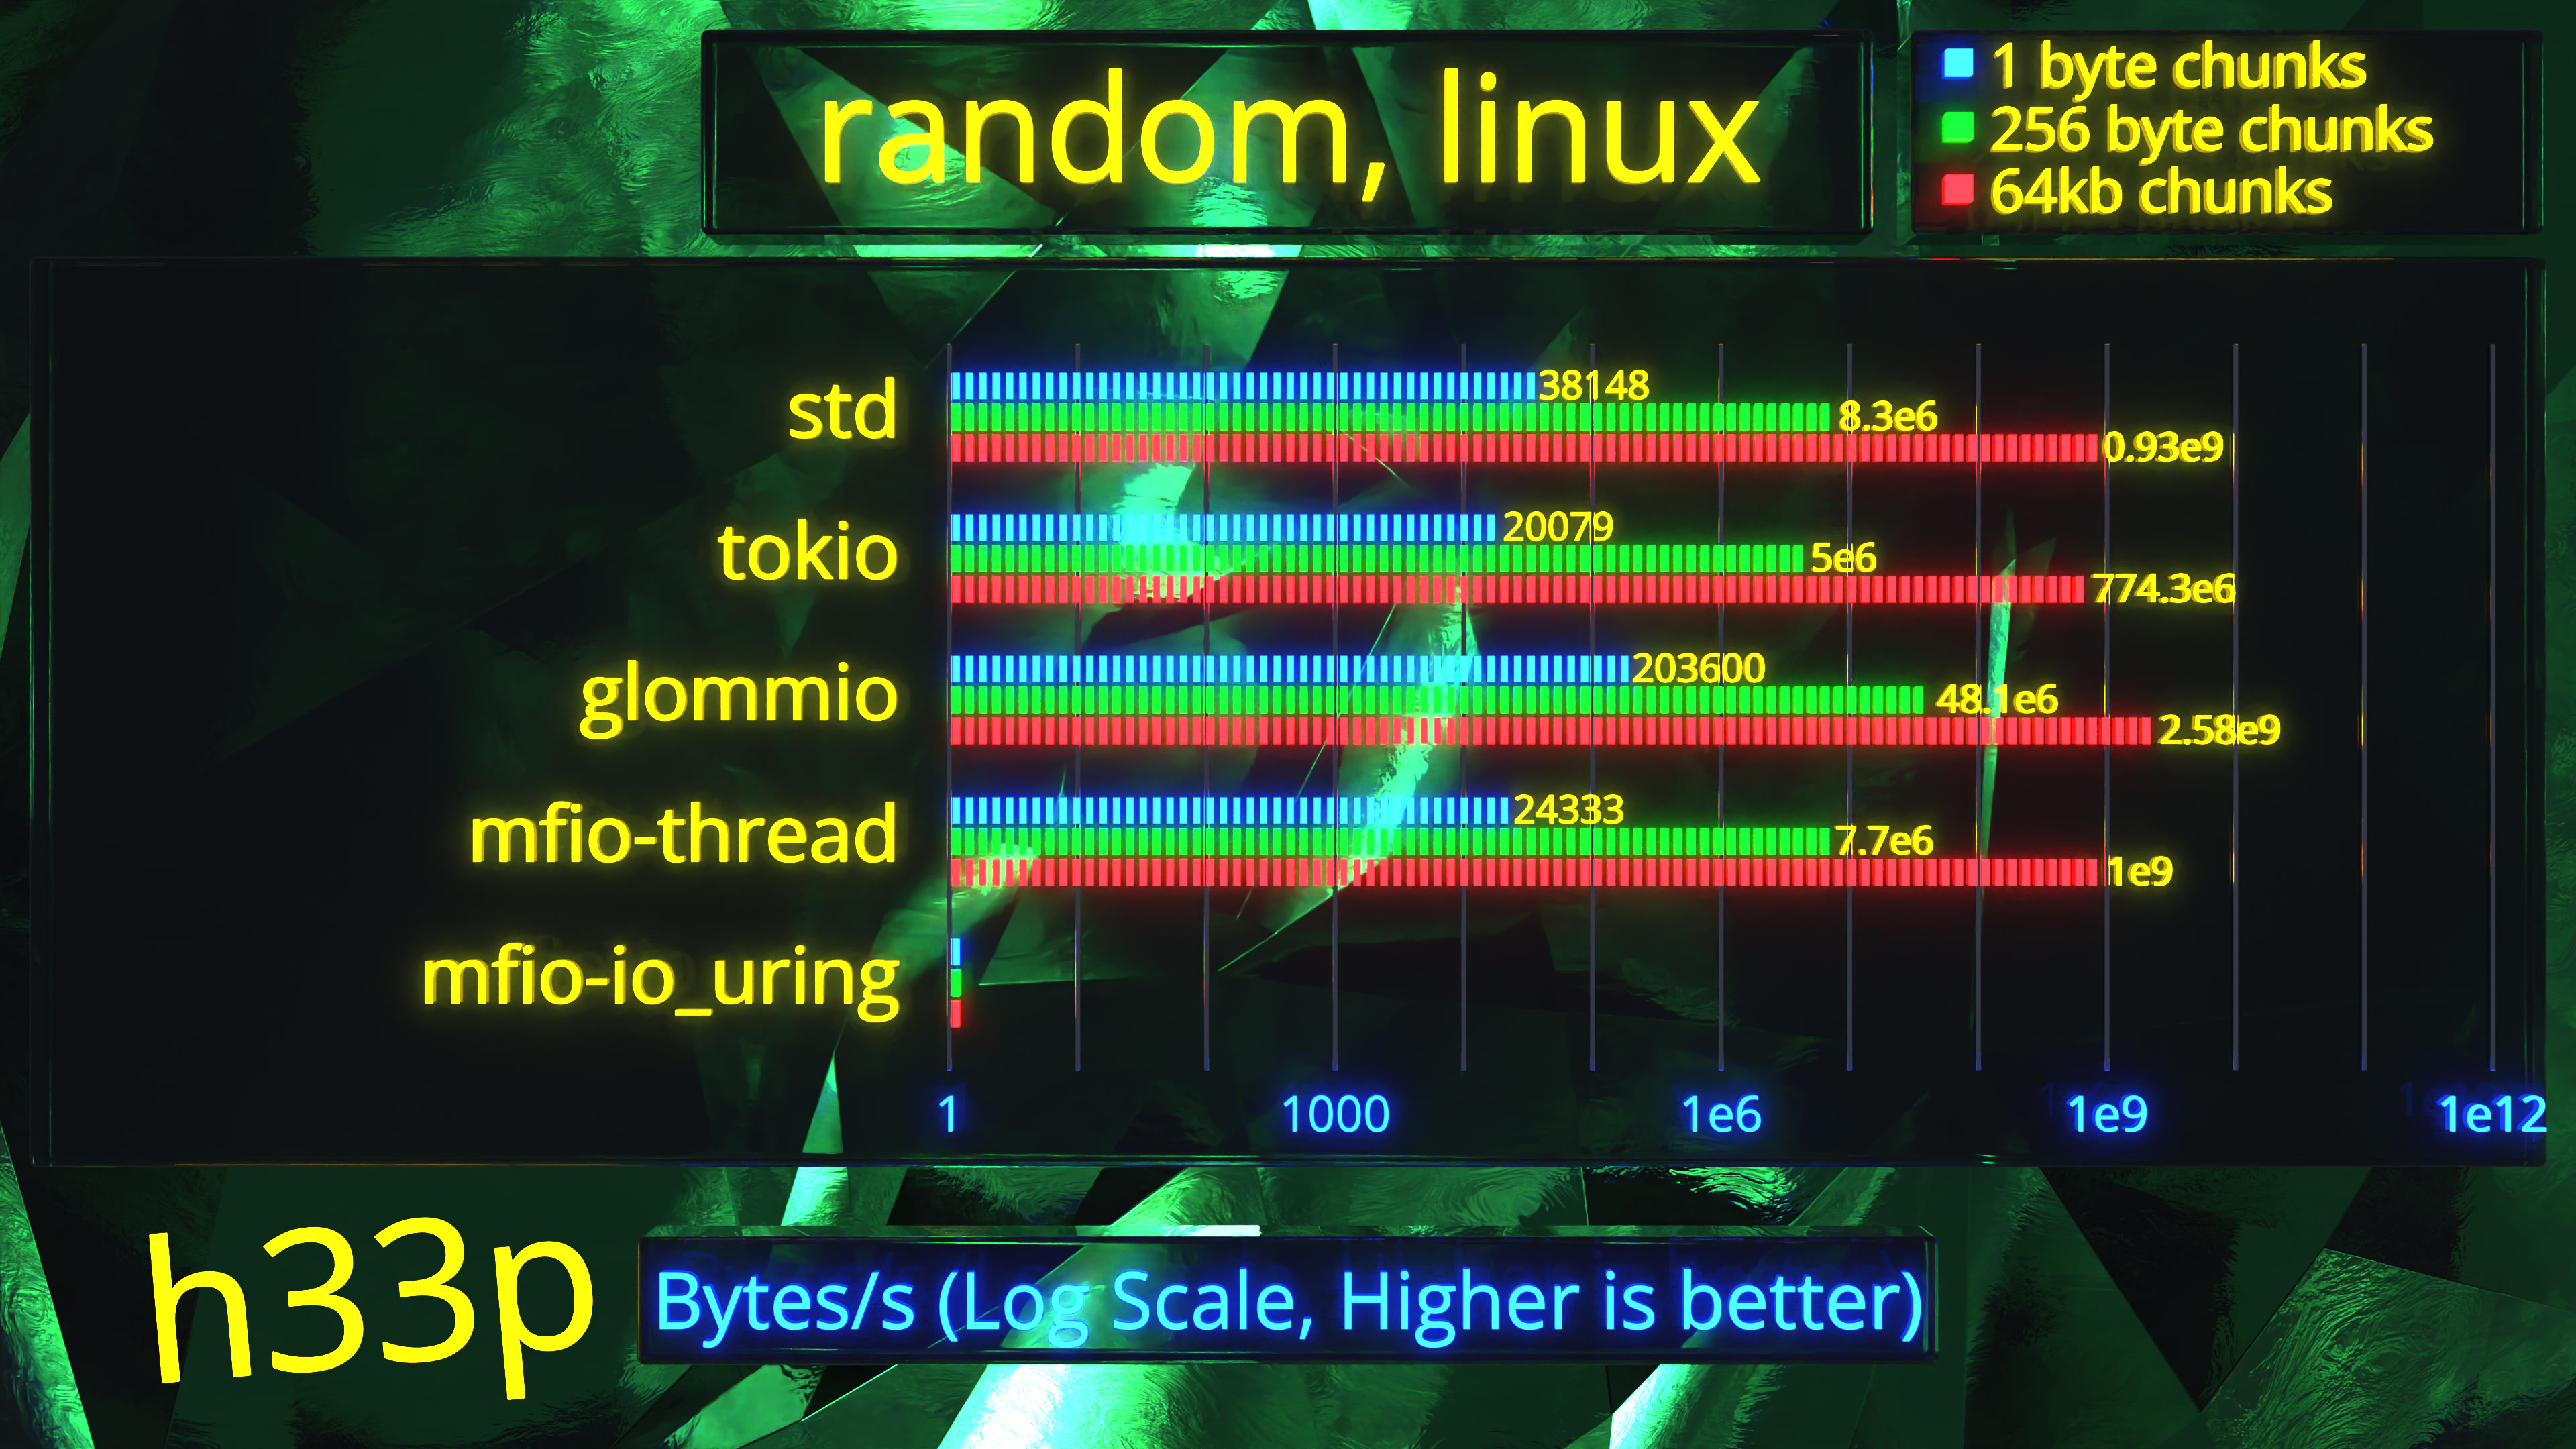 random, linux
1 byte chunks
256 byte chunks
64kb chunks
std
38148
8.3e6
0.93e9
tokio
20079
5e6
774.3e6
glommio
203600
48.1e6
2.58e9
mfio-thread
24333
7.7e6
1e9
mfio-io_uring
1 1000 1e6 1e9 1e12
h33p
Bytes/s (Log Scale, Higher is better)